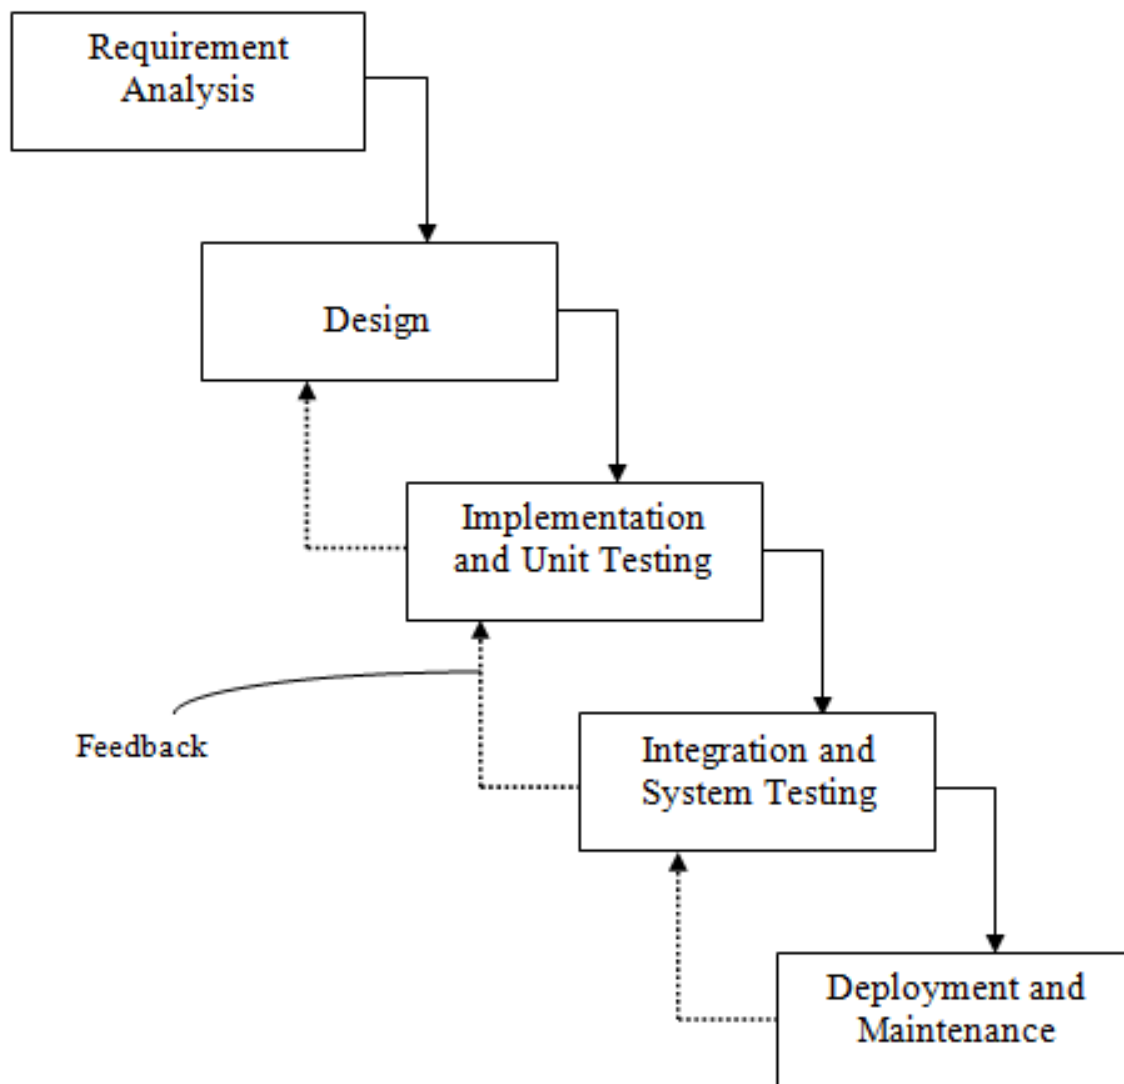 Requirement
Analysis
Design
Implementation
and Unit Testing
Feedback
Integration and
System Testing
Deployment and
Maintenance